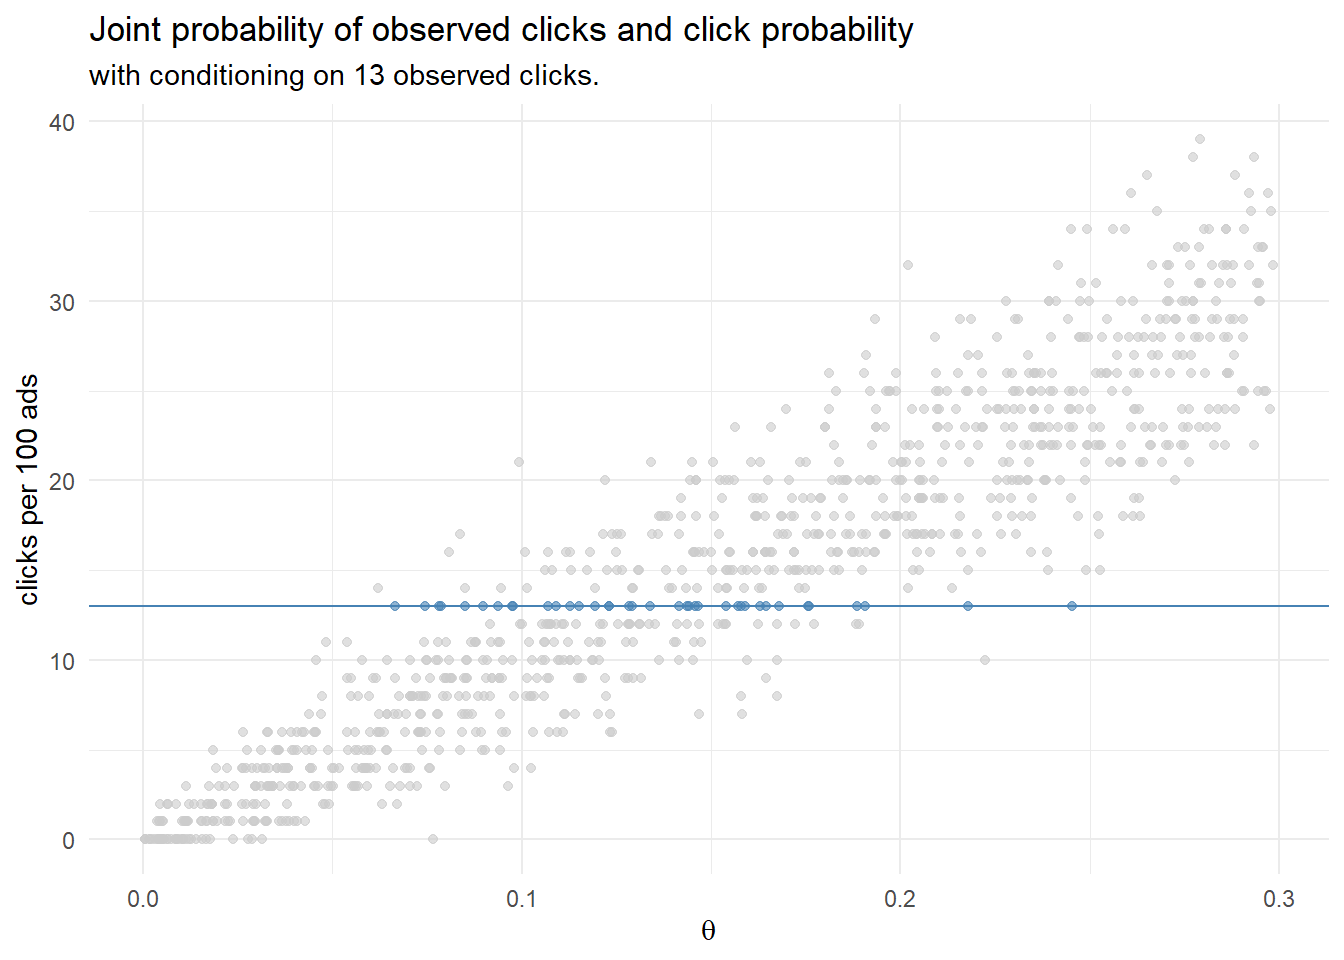 Joint probability of observed clicks and click probability
with conditioning on 13 observed clicks.
clicks per 100 ads
40
30
20
10
0
0.0
0.1
0.2
0.3
θ